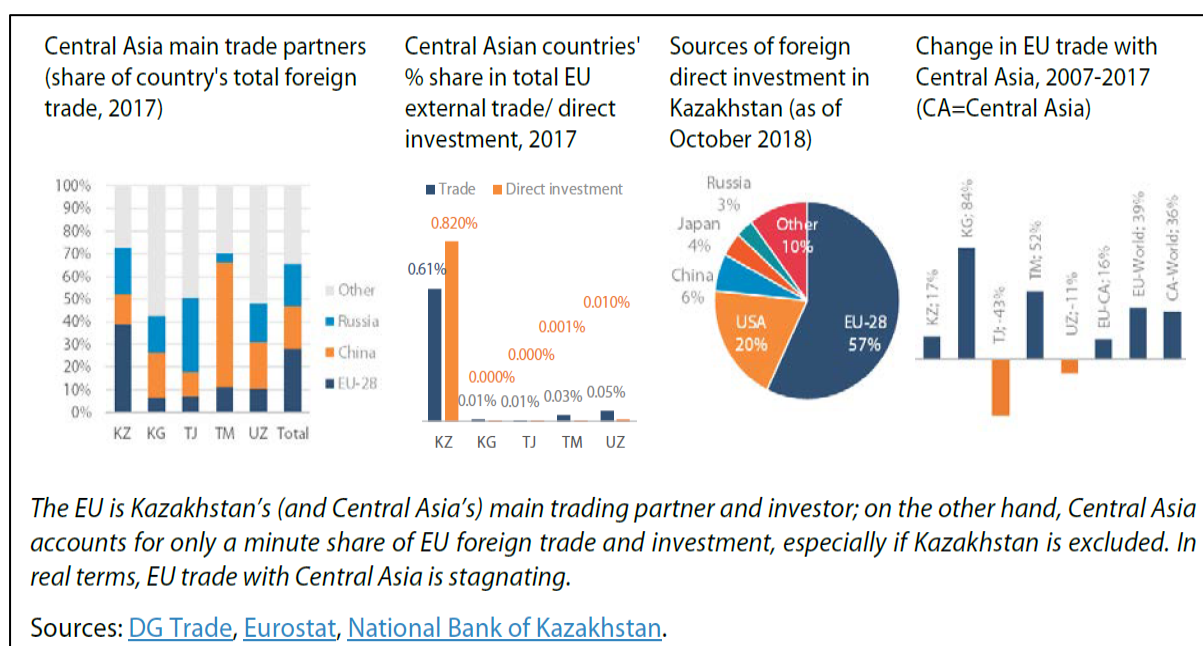 Central Asia main trade partners
(share of country's total foreign
trade, 2017)
100%
90%
80%
70%
60%
50%
40%
30%
20%
10%
0%
KZ KG TJ TM UZ Total
Other
Russia
China
EU-28
Central Asian countries'
% share in total EU
external trade/ direct
investment, 2017
Trade Direct investment
0.820%
0.61%
0.010%
0.001%
0.000%
0.000%
0.01% 0.01% 0.03% 0.05%
KZ KG TJ TM UZ
Sources of foreign
direct investment in
Kazakhstan (as of
October 2018)
Russia
3%
Japan
4%
China
6%
Other
10%
USA
20%
EU-28
57%
Change in EU trade with
Central Asia, 2007-2017
(CA=Central Asia)
KZ; 17%
KG; 84%
TJ; -43%
TM; 52%
UZ; -11%
EU-CA; 16%
EU-World; 39%
CA-World; 36%
The EU is Kazakhstan’s (and Central Asia’s) main trading partner and investor; on the other hand, Central Asia
accounts for only a minute share of EU foreign trade and investment, especially if Kazakhstan is excluded. In
real terms, EU trade with Central Asia is stagnating.
Sources: DG Trade, Eurostat, National Bank of Kazakhstan.